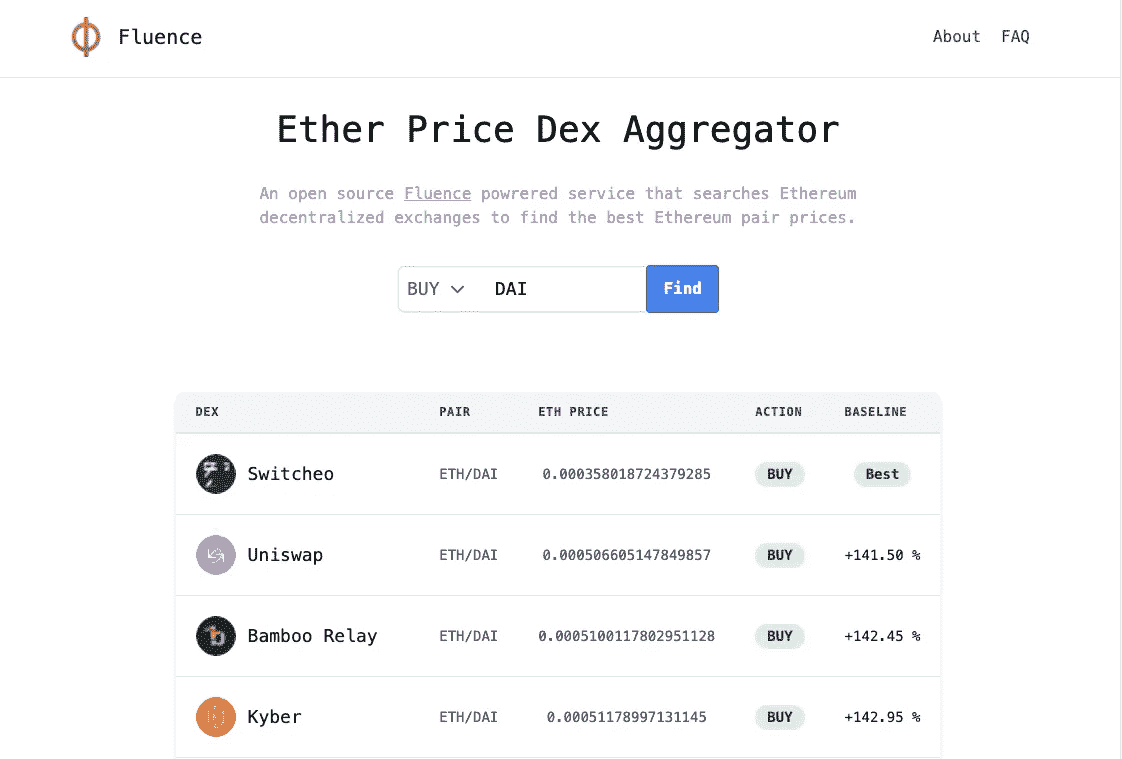 Fluence
About FAQ
Ether Price Dex Aggregator
An open source Fluence powrered service that searches Ethereum
decentralized exchanges to find the best Ethereum pair prices.
BUY DAI Find
DEX PAIR ETH PRICE ACTION BASELINE
Switcheo ETH/DAI 0.000358018724379285 BUY Best
Uniswap ETH/DAI 0.000506605147849857 BUY +141.50 %
Bamboo Relay ETH/DAI 0.0005100117802951128 BUY +142.45 %
Kyber ETH/DAI 0.00051178997131145 BUY +142.95 %